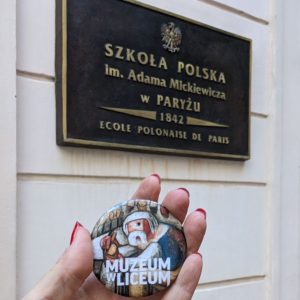 SZKOŁA POLSKA
im. Adama Mickiewicza
w PARYŻU
1842
ECOLE POLONAISE DE PARIS
MUZEUM
W LICEUM